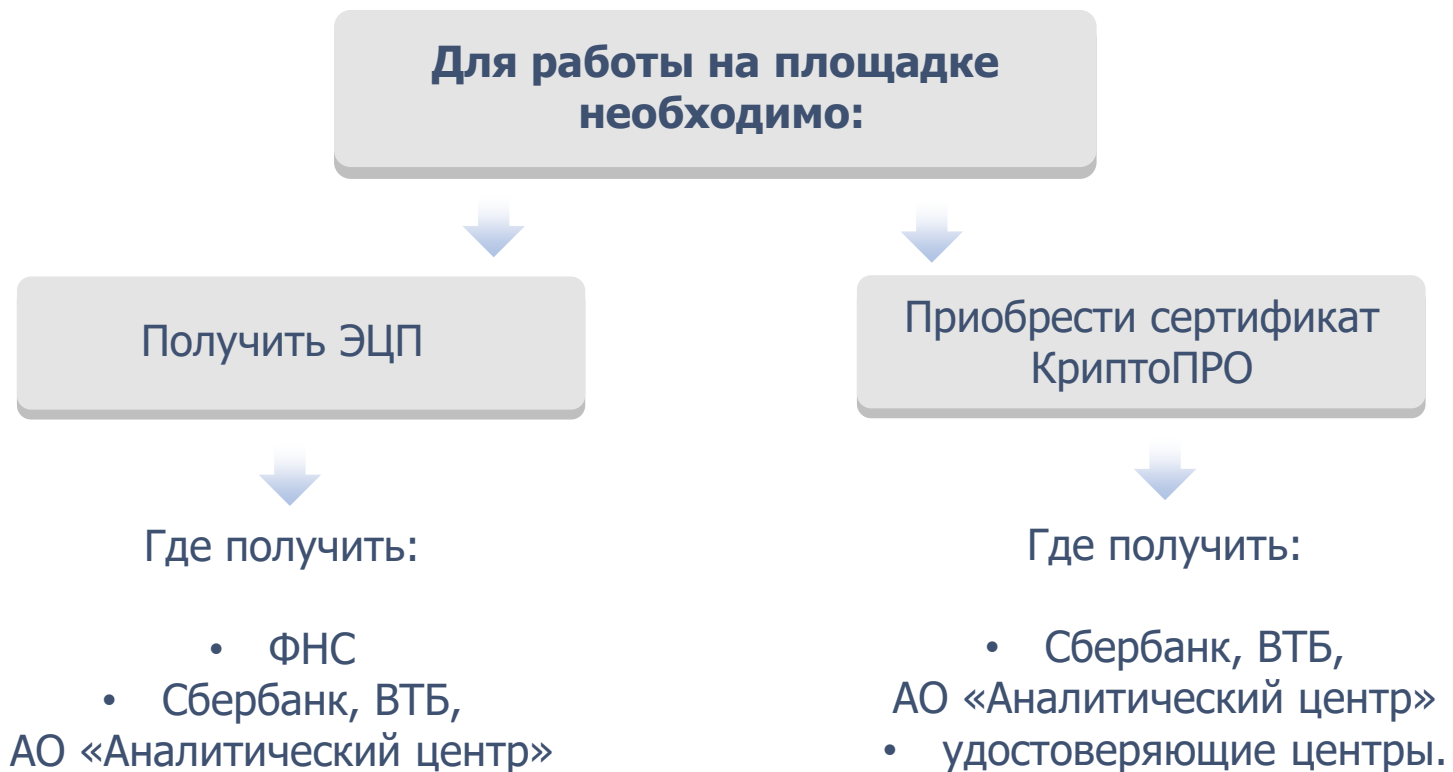 Для работы на площадке
необходимо:
Получить ЭЦП
Где получить:
• ФНС
• Сбербанк, ВТБ,
АО «Аналитический центр»
Приобрести сертификат
КриптоПРО
Где получить:
• Сбербанк, ВТБ,
АО «Аналитический центр»
• удостоверяющие центры.